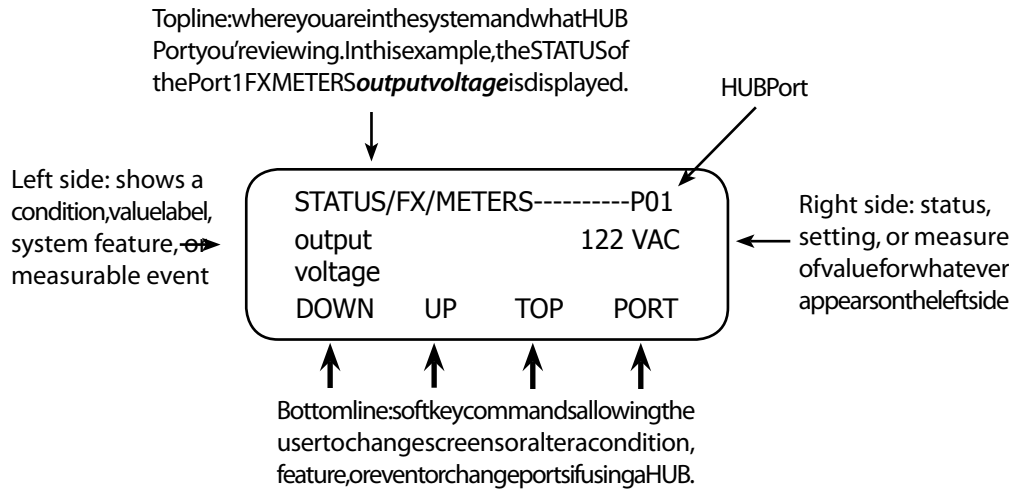 Topline:whereyouareinthesystemandwhatHUB
Portyou'reviewing.Inthisexample,theSTATUSof
thePort1FXMETERSoutputvoltageisdisplayed.
HUBPort
Left side: shows a
condition,valuelabel,
system feature, or
measurable event
STATUS/FX/METERS----------P01
output 122 VAC
voltage
DOWN UP TOP PORT
Right side: status,
setting, or measure
ofvalueforwhatever
appearsontheleftside
Bottomline:softkeycommandsallowingthe
usertochangescreensoralteracondition,
feature,oreventorchangeportsifusingaHUB.